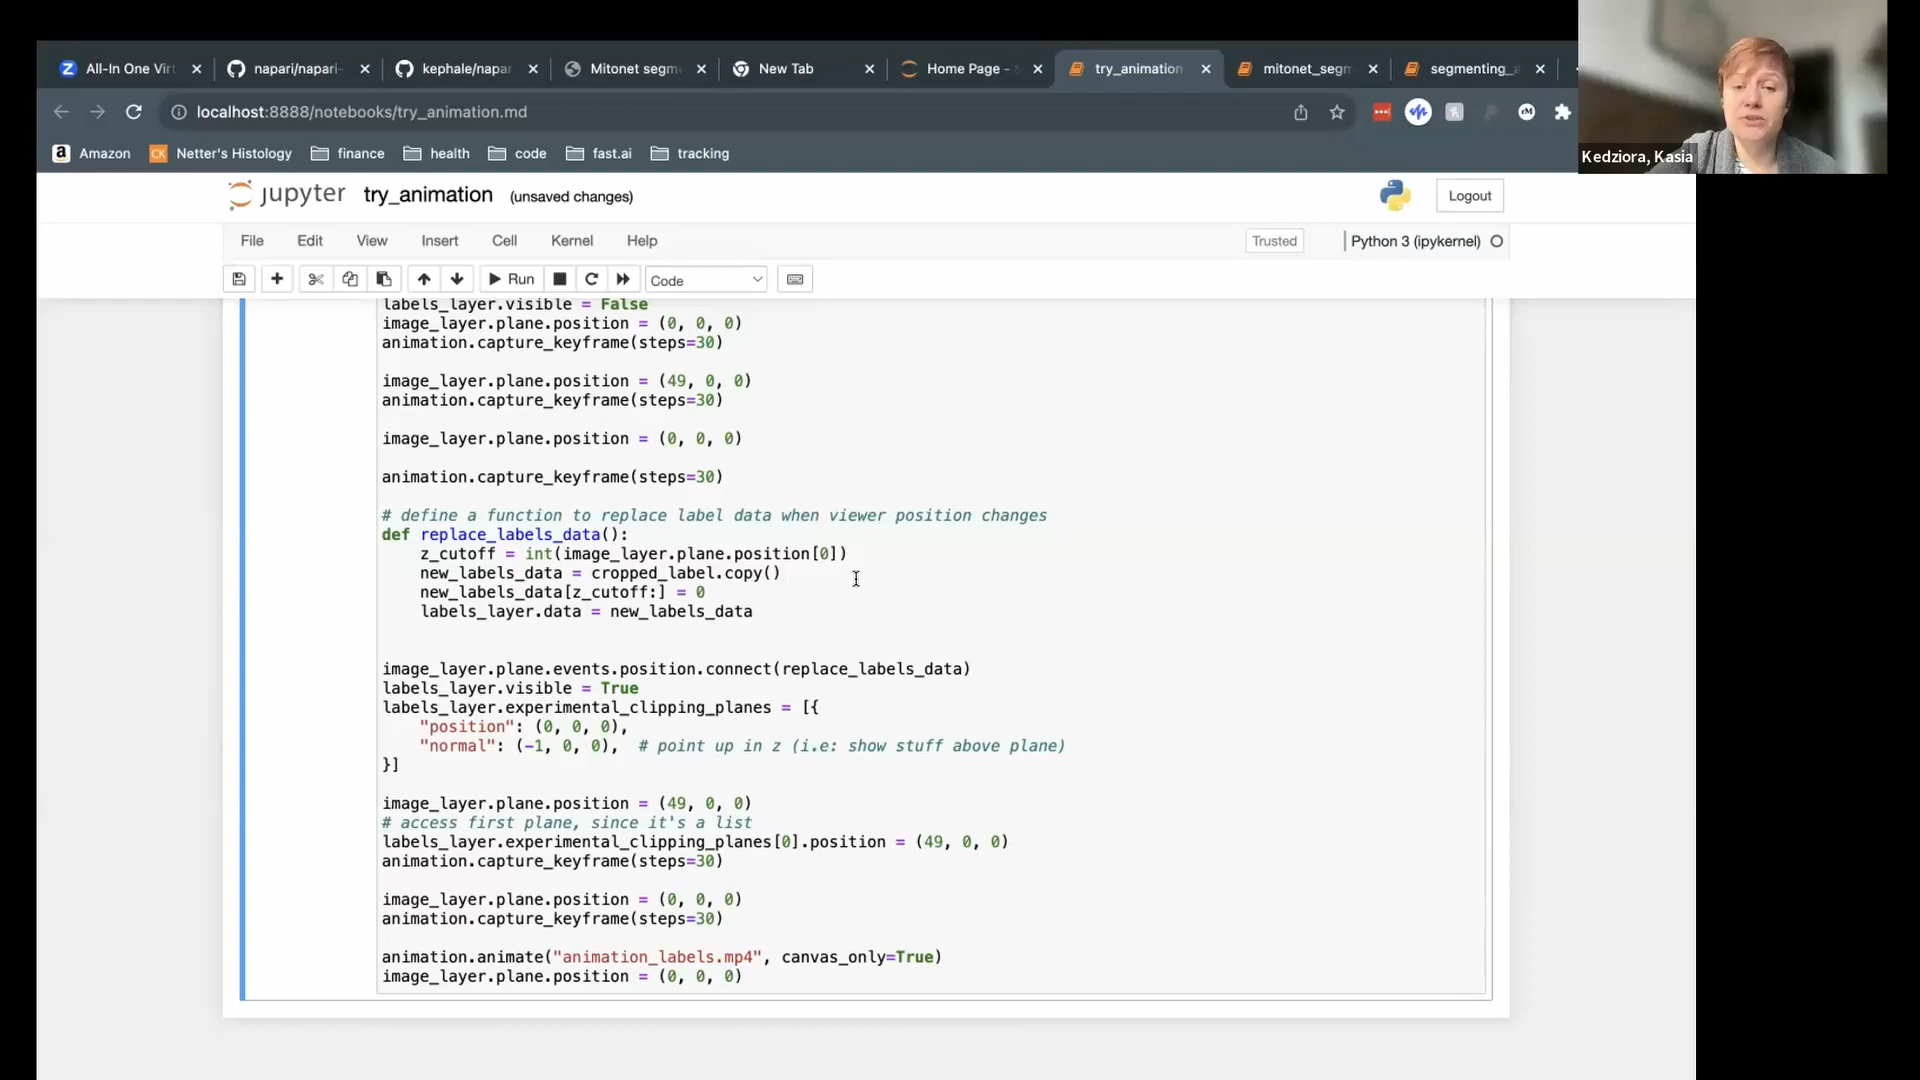 All-In One Virt
napari/napari-
kephale/napar
Mitonet segm
New Tab
Home Page -
try_animation
mitonet_segm
segmenting_
localhost:8888/notebooks/try_animation.md
Amazon
Netter's Histology
finance
health
code
fast.ai
tracking
Kedziora, Kasia
jupyter
try_animation
(unsaved changes)
Logout
File
Edit
View
Insert
Cell
Kernel
Help
Trusted
Python 3 (ipykernel)
Run
Code
labels_layer.visible = False
image_layer.plane.position = (0, 0, 0)
animation.capture_keyframe(steps=30)
image_layer.plane.position = (49, 0, 0)
animation.capture_keyframe(steps=30)
image_layer.plane.position = (0, 0, 0)
animation.capture_keyframe(steps=30)
# define a function to replace label data when viewer position changes
def replace_labels_data():
z_cutoff = int(image_layer.plane.position[0])
new_labels_data = cropped_label.copy()
new_labels_data[z_cutoff:] = 0
labels_layer.data = new_labels_data
image_layer.plane.events.position.connect(replace_labels_data)
labels_layer.visible = True
labels_layer.experimental_clipping_planes = [{
"position": (0, 0, 0),
"normal": (-1, 0, 0),  # point up in z (i.e: show stuff above plane)
}]
image_layer.plane.position = (49, 0, 0)
# access first plane, since it's a list
labels_layer.experimental_clipping_planes[0].position = (49, 0, 0)
animation.capture_keyframe(steps=30)
image_layer.plane.position = (0, 0, 0)
animation.capture_keyframe(steps=30)
animation.animate("animation_labels.mp4", canvas_only=True)
image_layer.plane.position = (0, 0, 0)